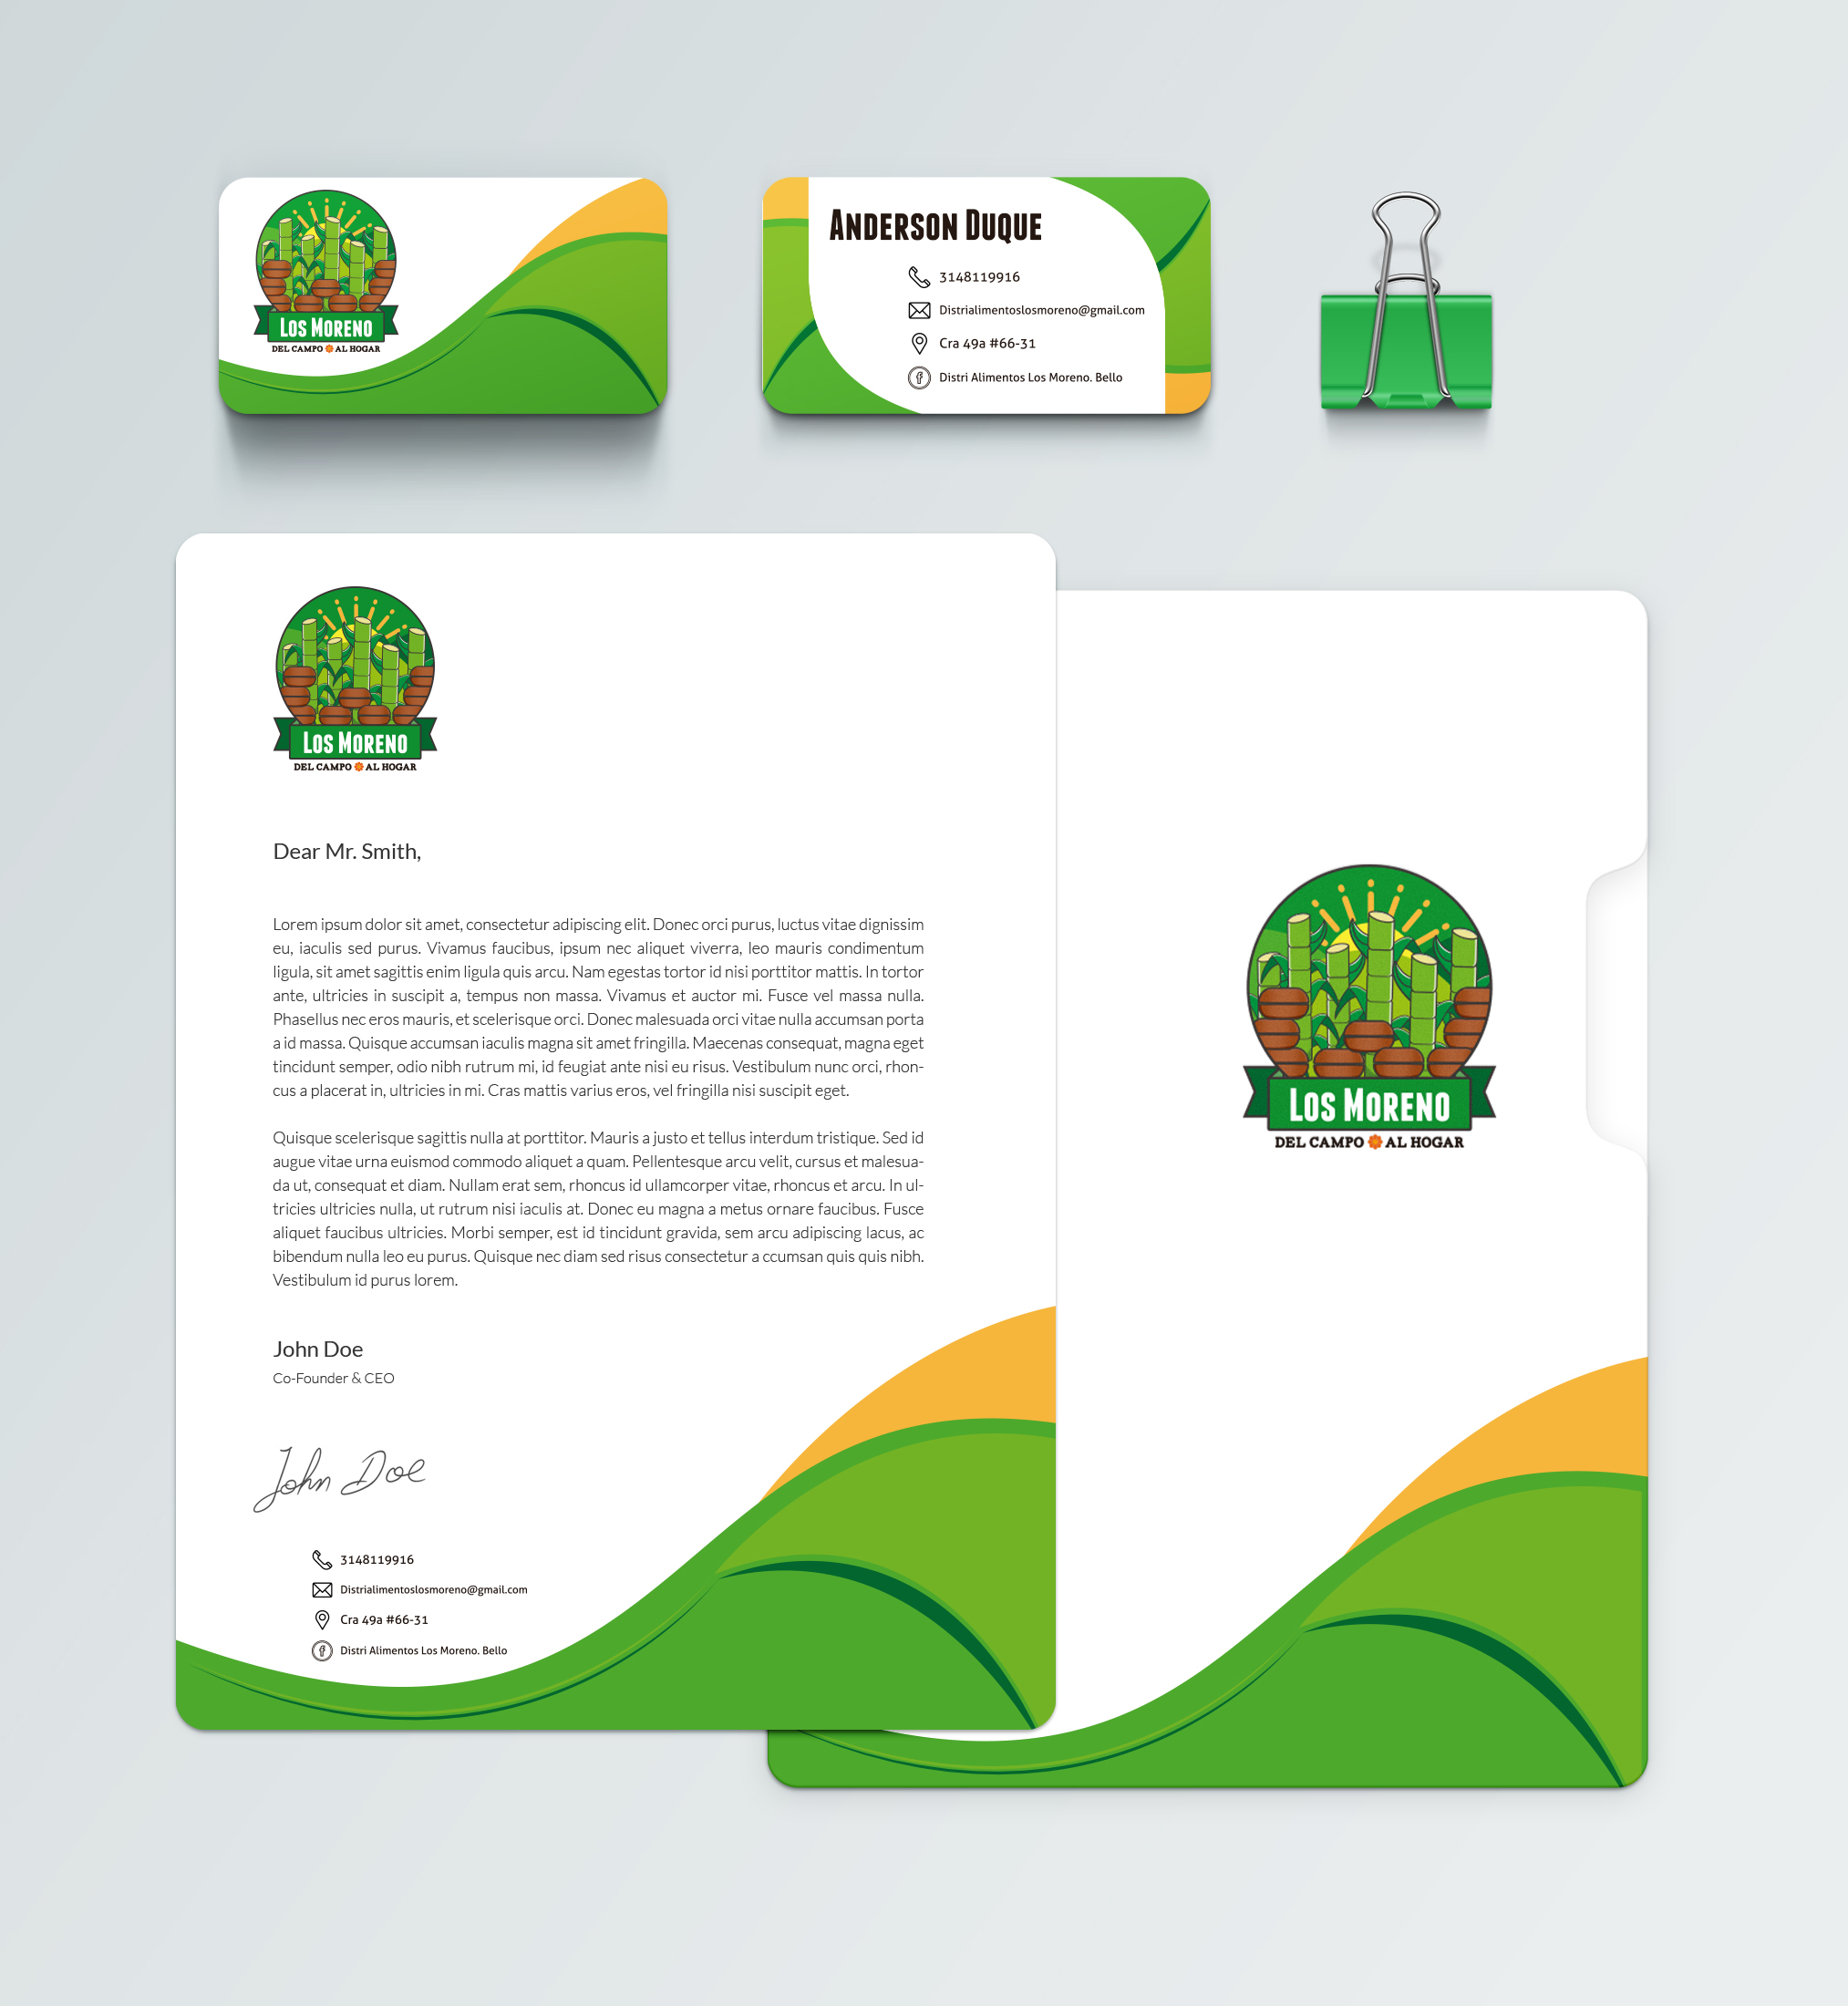 LOS MORENO
DEL CAMPO AL HOGAR
ANDERSON DUQUE
3148119916
Distrialimentoslosmoreno@gmail.com
Cra 49a #66-31
Distri Alimentos Los Moreno. Bello
LOS MORENO
DEL CAMPO AL HOGAR
Dear Mr. Smith,
Lorem ipsum dolor sit amet, consectetur adipiscing elit. Donec orci purus, luctus vitae dignissim
eu, iaculis sed purus. Vivamus faucibus, ipsum nec aliquet viverra, leo mauris condimentum
ligula, sit amet sagittis enim ligula quis arcu. Nam egestas tortor id nisi porttitor mattis. In tortor
ante, ultricies in suscipit a, tempus non massa. Vivamus et auctor mi. Fusce vel massa nulla.
Phasellus nec eros mauris, et scelerisque orci. Donec malesuada orci vitae nulla accumsan porta
a id massa. Quisque accumsan iaculis magna sit amet fringilla. Maecenas consequat, magna eget
tincidunt semper, odio nibh rutrum mi, id feugiat ante nisi eu risus. Vestibulum nunc orci, rhon-
cus a placerat in, ultricies in mi. Cras mattis varius eros, vel fringilla nisi suscipit eget.
Quisque scelerisque sagittis nulla at porttitor. Mauris a justo et tellus interdum tristique. Sed id
augue vitae urna euismod commodo aliquet a quam. Pellentesque arcu velit, cursus et malesua-
da ut, consequat et diam. Nullam erat sem, rhoncus id ullamcorper vitae, rhoncus et arcu. In ul-
tricies ultricies nulla, ut rutrum nisi iaculis at. Donec eu magna a metus ornare faucibus. Fusce
aliquet faucibus ultricies. Morbi semper, est id tincidunt gravida, sem arcu adipiscing lacus, ac
bibendum nulla leo eu purus. Quisque nec diam sed risus consectetur a ccumsan quis quis nibh.
Vestibulum id purus lorem.
John Doe
Co-Founder & CEO
John Doe
3148119916
Distrialimentoslosmoreno@gmail.com
Cra 49a #66-31
Distri Alimentos Los Moreno. Bello
LOS MORENO
DEL CAMPO AL HOGAR